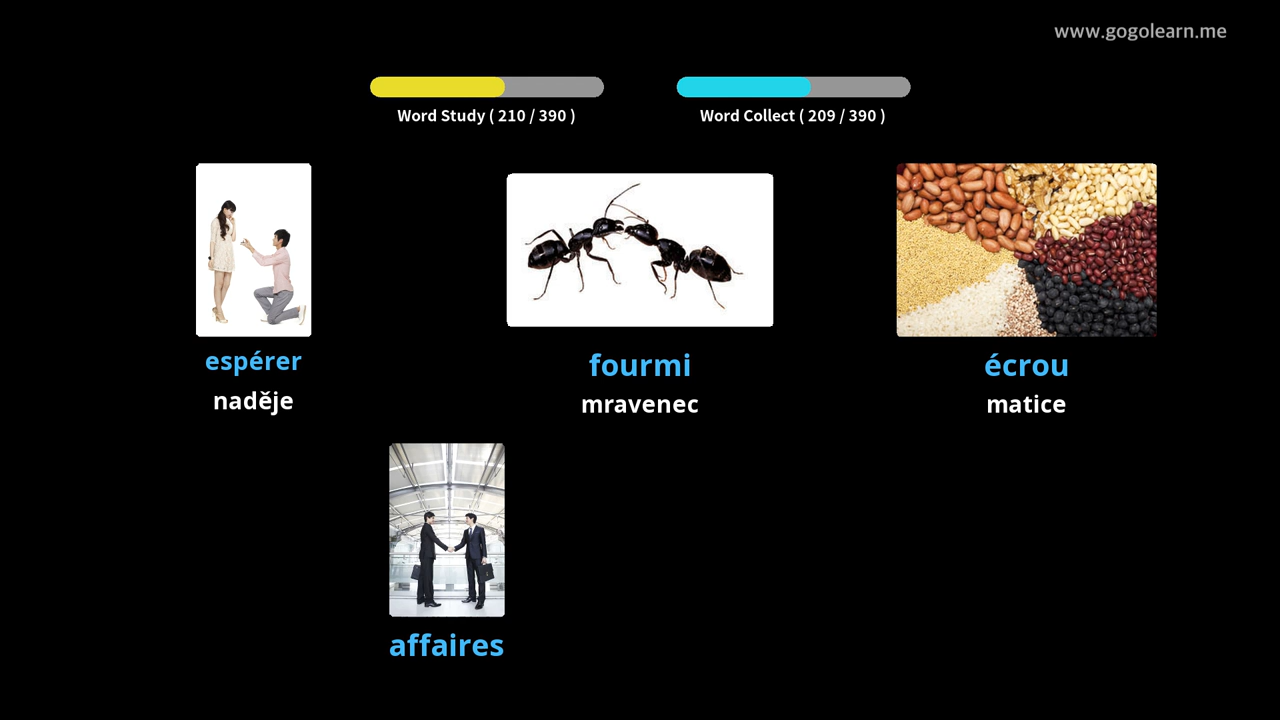 www.gogolearn.me
Word Study ( 210 / 390 )
Word Collect ( 209 / 390 )
espérer
naděje
fourmi
mravenec
écrou
matice
affaires